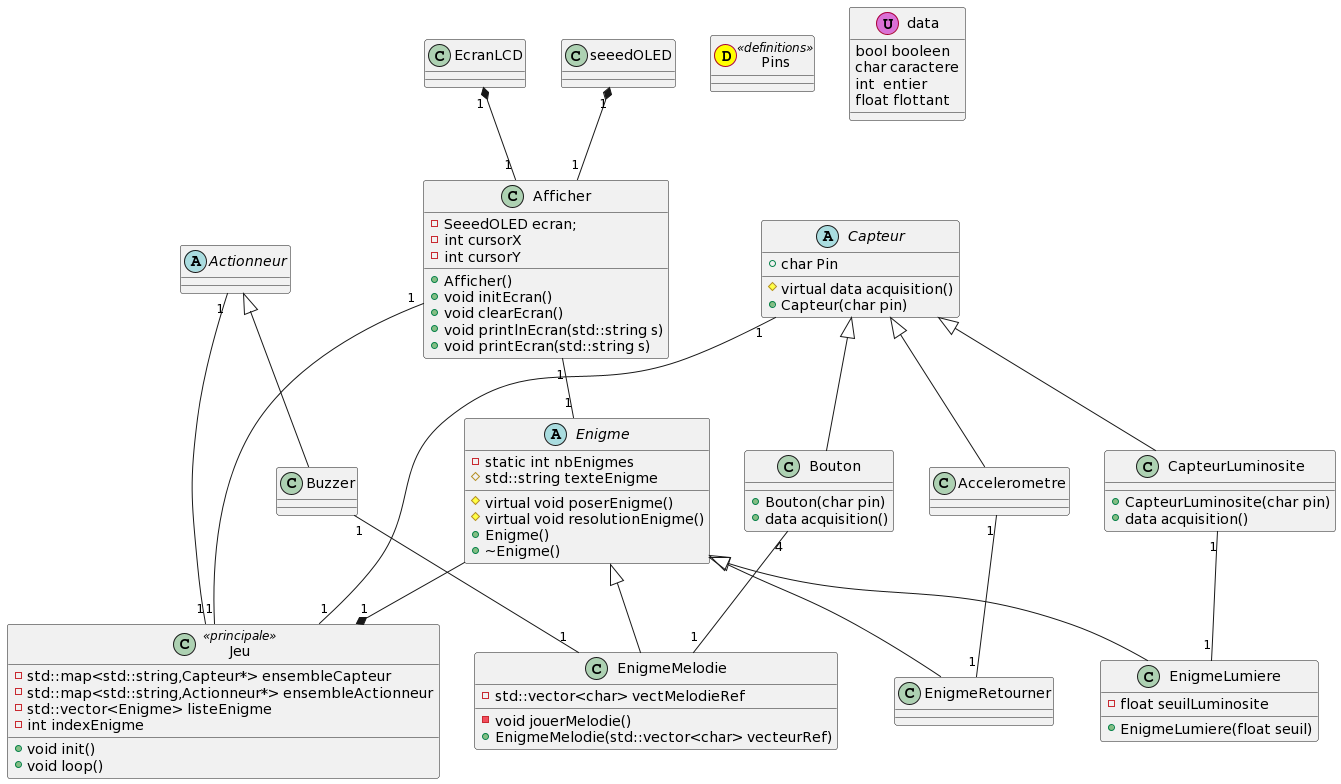 EcranLCD
seeedOLED
«definitions»
Pins
data
bool booleen
char caractere
int  entier
float flottant
1
1
1
1
Afficher
SeeedOLED ecran;
int cursorX
int cursorY
Afficher()
void initEcran()
void clearEcran()
void printlnEcran(std::string s)
void printEcran(std::string s)
Actionneur
Capteur
char Pin
virtual data acquisition()
Capteur(char pin)
1
1
1
1
1
Enigme
static int nbEnigmes
std::string texteEnigme
virtual void poserEnigme()
virtual void resolutionEnigme()
Enigme()
~Enigme()
Buzzer
Bouton
Bouton(char pin)
data acquisition()
Accelerometre
CapteurLuminosite
CapteurLuminosite(char pin)
data acquisition()
1
4
1
1
1
1
1
1
1
1
1
1
«principale»
Jeu
std::map<std::string,Capteur*> ensembleCapteur
std::map<std::string,Actionneur*> ensembleActionneur
std::vector<Enigme> listeEnigme
int indexEnigme
void init()
void loop()
EnigmeMelodie
std::vector<char> vectMelodieRef
void jouerMelodie()
EnigmeMelodie(std::vector<char> vecteurRef)
EnigmeRetourner
EnigmeLumiere
float seuilLuminosite
EnigmeLumiere(float seuil)